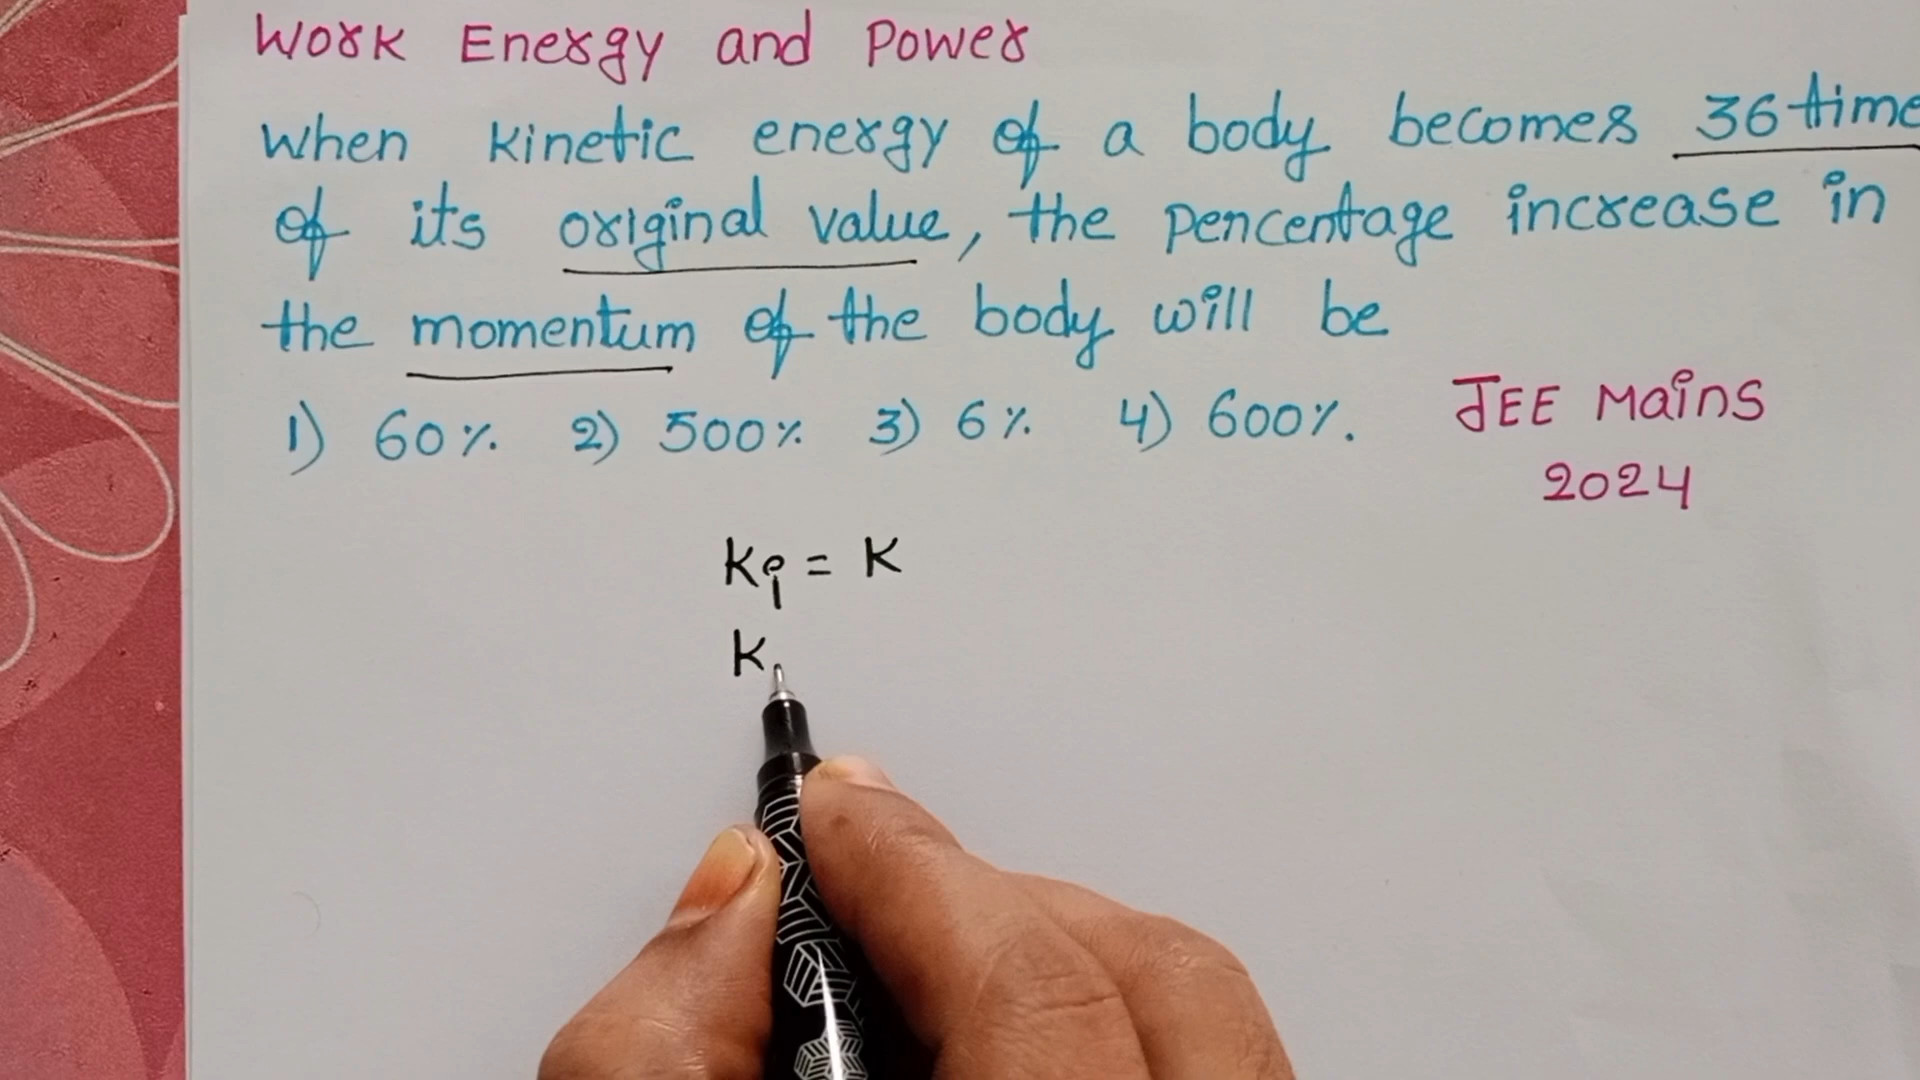 Work Energy and Power
When kinetic energy of a body becomes 36 time
of its original value, the pencentage increase in
the momentum of the body will be
1) 60% 2) 500% 3) 6% 4) 600%. JEE Mains
2024
Ki = K
K